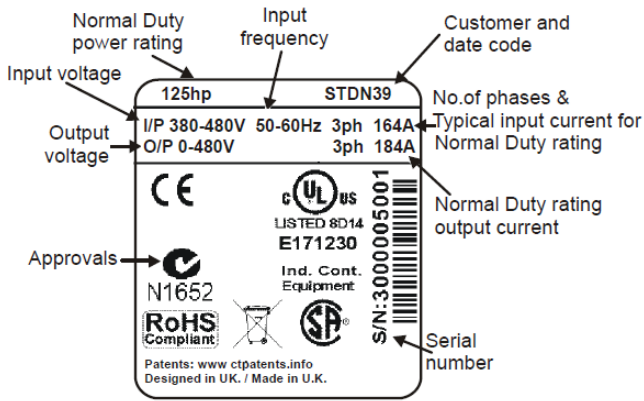 Normal Duty
power rating
Input
frequency
Customer and
date code
Input voltage
125hp STDN39
No.of phases &
Typical input current for
Normal Duty rating
I/P 380-480V 50-60Hz 3ph 164A
Output
voltage
O/P 0-480V 3ph 184A
CE
C UL US
LISTED 8D14
E171230
Normal Duty rating
output current
Approvals
N1652
Ind. Cont.
Equipment
RoHS
Compliant
SA
S/N:3000005001
Serial
number
Patents: www ctpatents.info
Designed in UK. / Made in U.K.